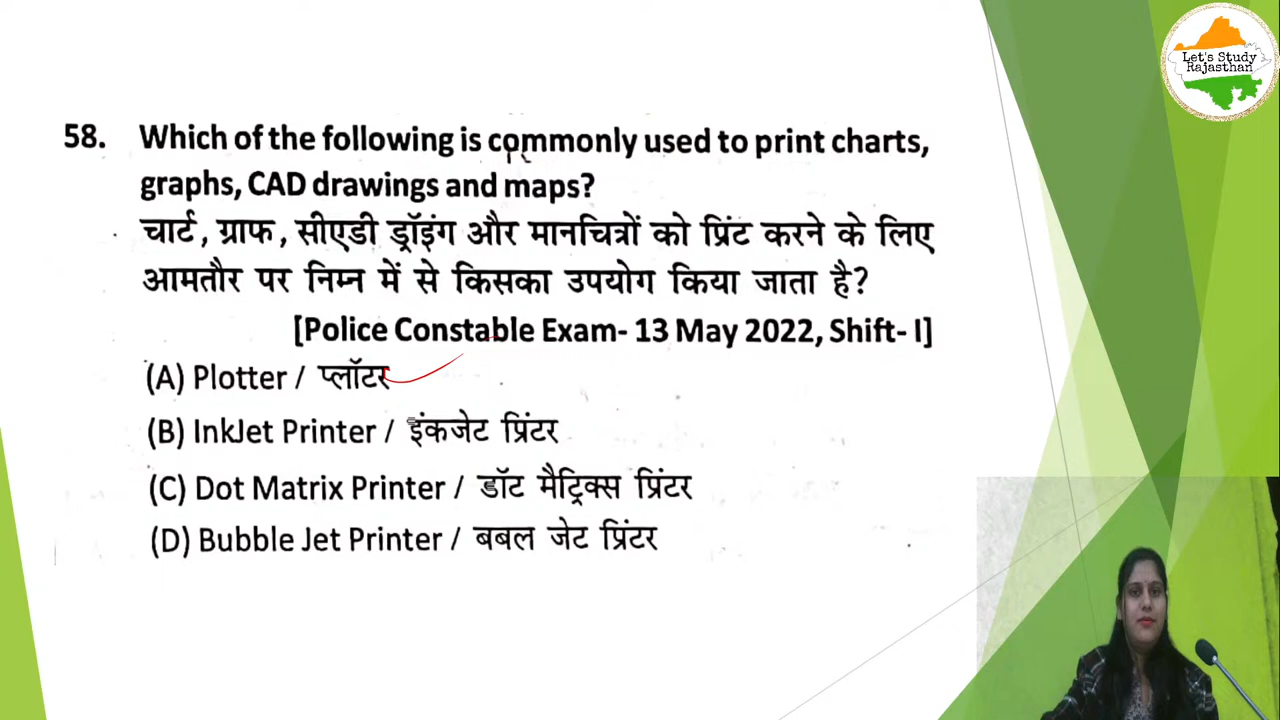 Let's Study
Rajasthan
58. Which of the following is commonly used to print charts,
graphs, CAD drawings and maps?
चार्ट, ग्राफ, सीएडी ड्रॉइंग और मानचित्रों को प्रिंट करने के लिए
आमतौर पर निम्न में से किसका उपयोग किया जाता है?
[Police Constable Exam- 13 May 2022, Shift- I]
(A) Plotter / प्लॉटर
(B) InkJet Printer / इंकजेट प्रिंटर
(C) Dot Matrix Printer / डॉट मैट्रिक्स प्रिंटर
(D) Bubble Jet Printer / बबल जेट प्रिंटर